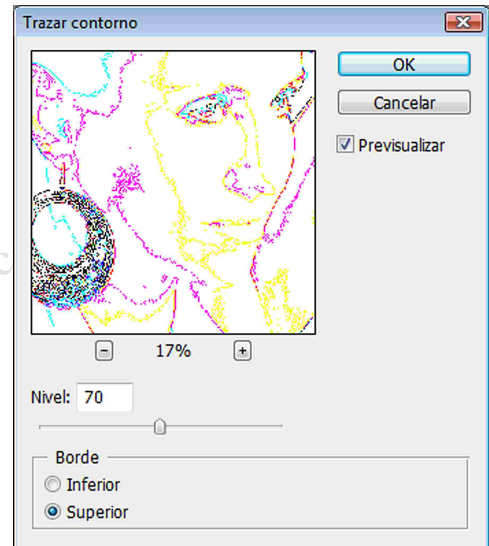 Trazar contorno
OK
Cancelar
Previsualizar
17%
Nivel: 70
Borde
Inferior
Superior